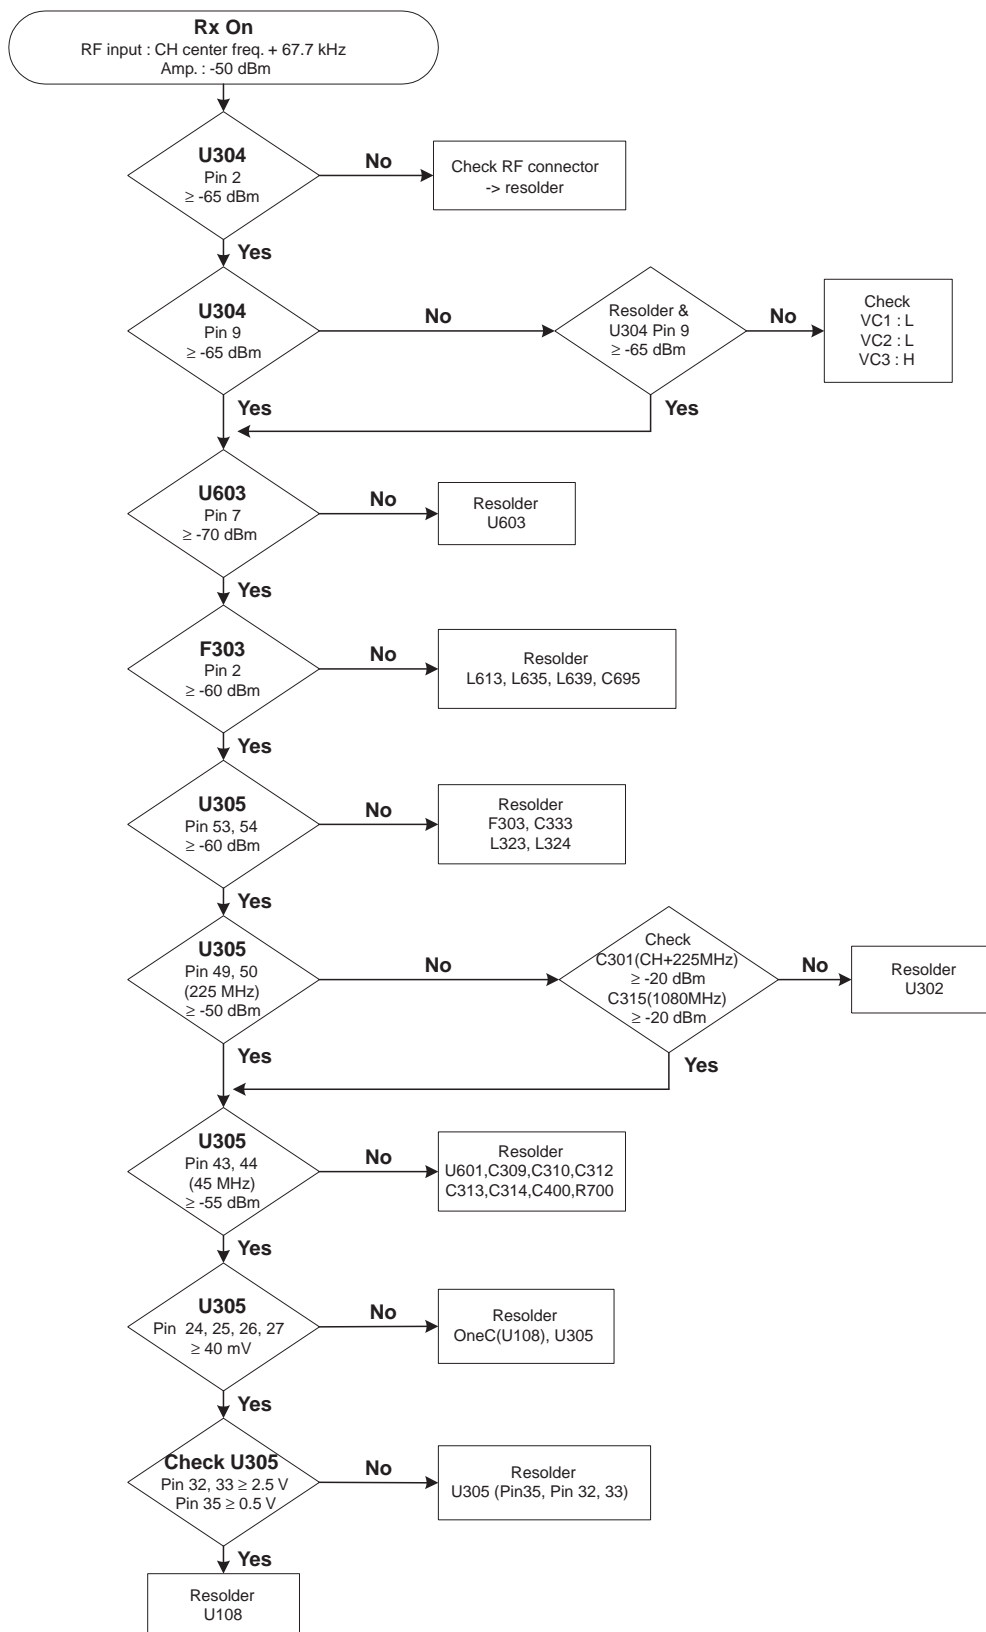 Rx On
RF input : CH center freq. + 67.7 kHz
Amp. : -50 dBm
U304
Pin 2
≥ -65 dBm
No
Check RF connector
-> resolder
Yes
U304
Pin 9
≥ -65 dBm
No
Resolder &
U304 Pin 9
≥ -65 dBm
No
Check
VC1 : L
VC2 : L
VC3 : H
Yes
Yes
U603
Pin 7
≥ -70 dBm
No
Resolder
U603
Yes
F303
Pin 2
≥ -60 dBm
No
Resolder
L613, L635, L639, C695
Yes
U305
Pin 53, 54
≥ -60 dBm
No
Resolder
F303, C333
L323, L324
Yes
U305
Pin 49, 50
(225 MHz)
≥ -50 dBm
No
Check
C301(CH+225MHz)
≥ -20 dBm
C315(1080MHz)
≥ -20 dBm
No
Resolder
U302
Yes
Yes
U305
Pin 43, 44
(45 MHz)
≥ -55 dBm
No
Resolder
U601,C309,C310,C312
C313,C314,C400,R700
Yes
U305
Pin 24, 25, 26, 27
≥ 40 mV
No
Resolder
OneC(U108), U305
Yes
Check U305
Pin 32, 33 ≥ 2.5 V
Pin 35 ≥ 0.5 V
No
Resolder
U305 (Pin35, Pin 32, 33)
Yes
Resolder
U108